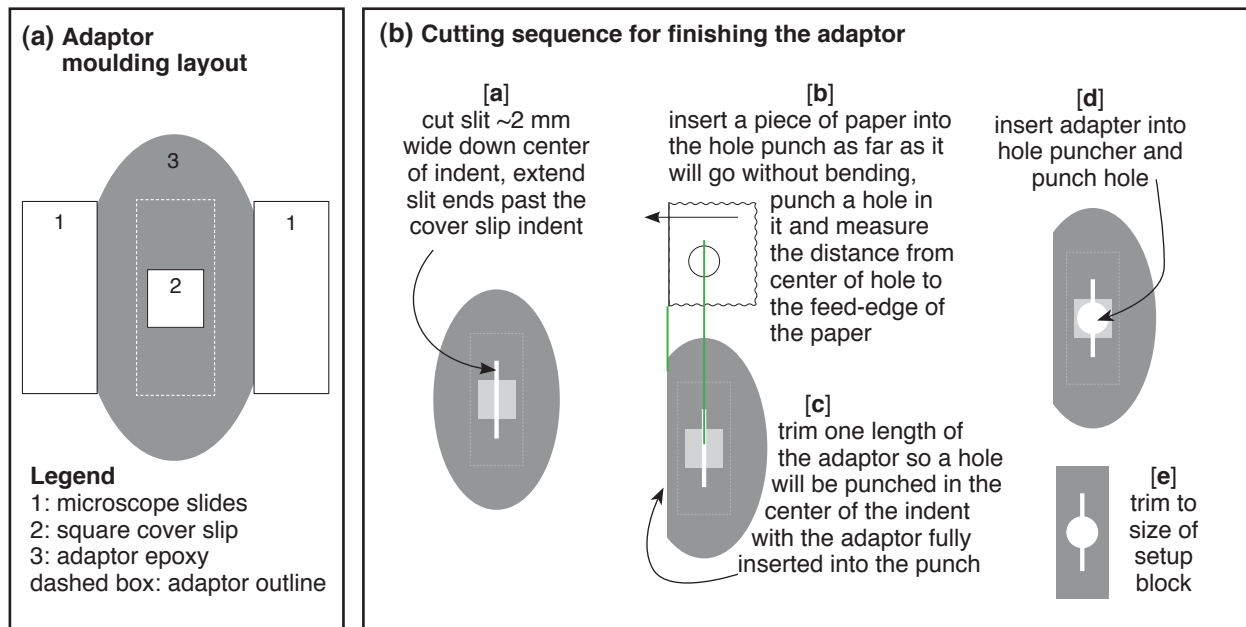 (a) Adaptor
moulding layout
3
1
1
2
Legend
1: microscope slides
2: square cover slip
3: adaptor epoxy
dashed box: adaptor outline
(b) Cutting sequence for finishing the adaptor
[a]
cut slit ~2 mm
wide down center
of indent, extend
slit ends past the
cover slip indent
[b]
insert a piece of paper into
the hole punch as far as it
will go without bending,
punch a hole in
it and measure
the distance from
center of hole to
the feed-edge of
the paper
[c]
trim one length of
the adaptor so a hole
will be punched in the
center of the indent
with the adaptor fully
inserted into the punch
[d]
insert adapter into
hole puncher and
punch hole
[e]
trim to
size of
setup
block